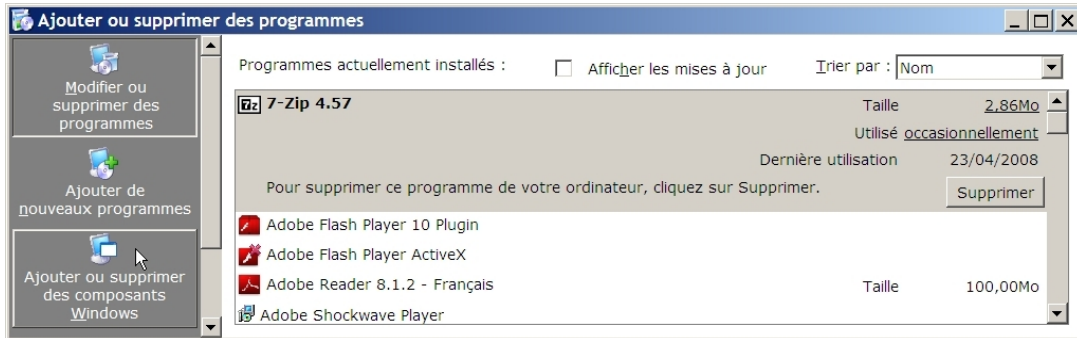 Ajouter ou supprimer des programmes
Modifier ou
supprimer des
programmes
Ajouter de
nouveaux programmes
Ajouter ou supprimer
des composants
Windows
Programmes actuellement installés :
Afficher les mises à jour
Trier par : Nom
7z 7-Zip 4.57
Taille 2,86Mo
Utilisé occasionnellement
Dernière utilisation 23/04/2008
Pour supprimer ce programme de votre ordinateur, cliquez sur Supprimer.
Supprimer
Adobe Flash Player 10 Plugin
Adobe Flash Player ActiveX
Adobe Reader 8.1.2 - Français
Taille 100,00Mo
Adobe Shockwave Player